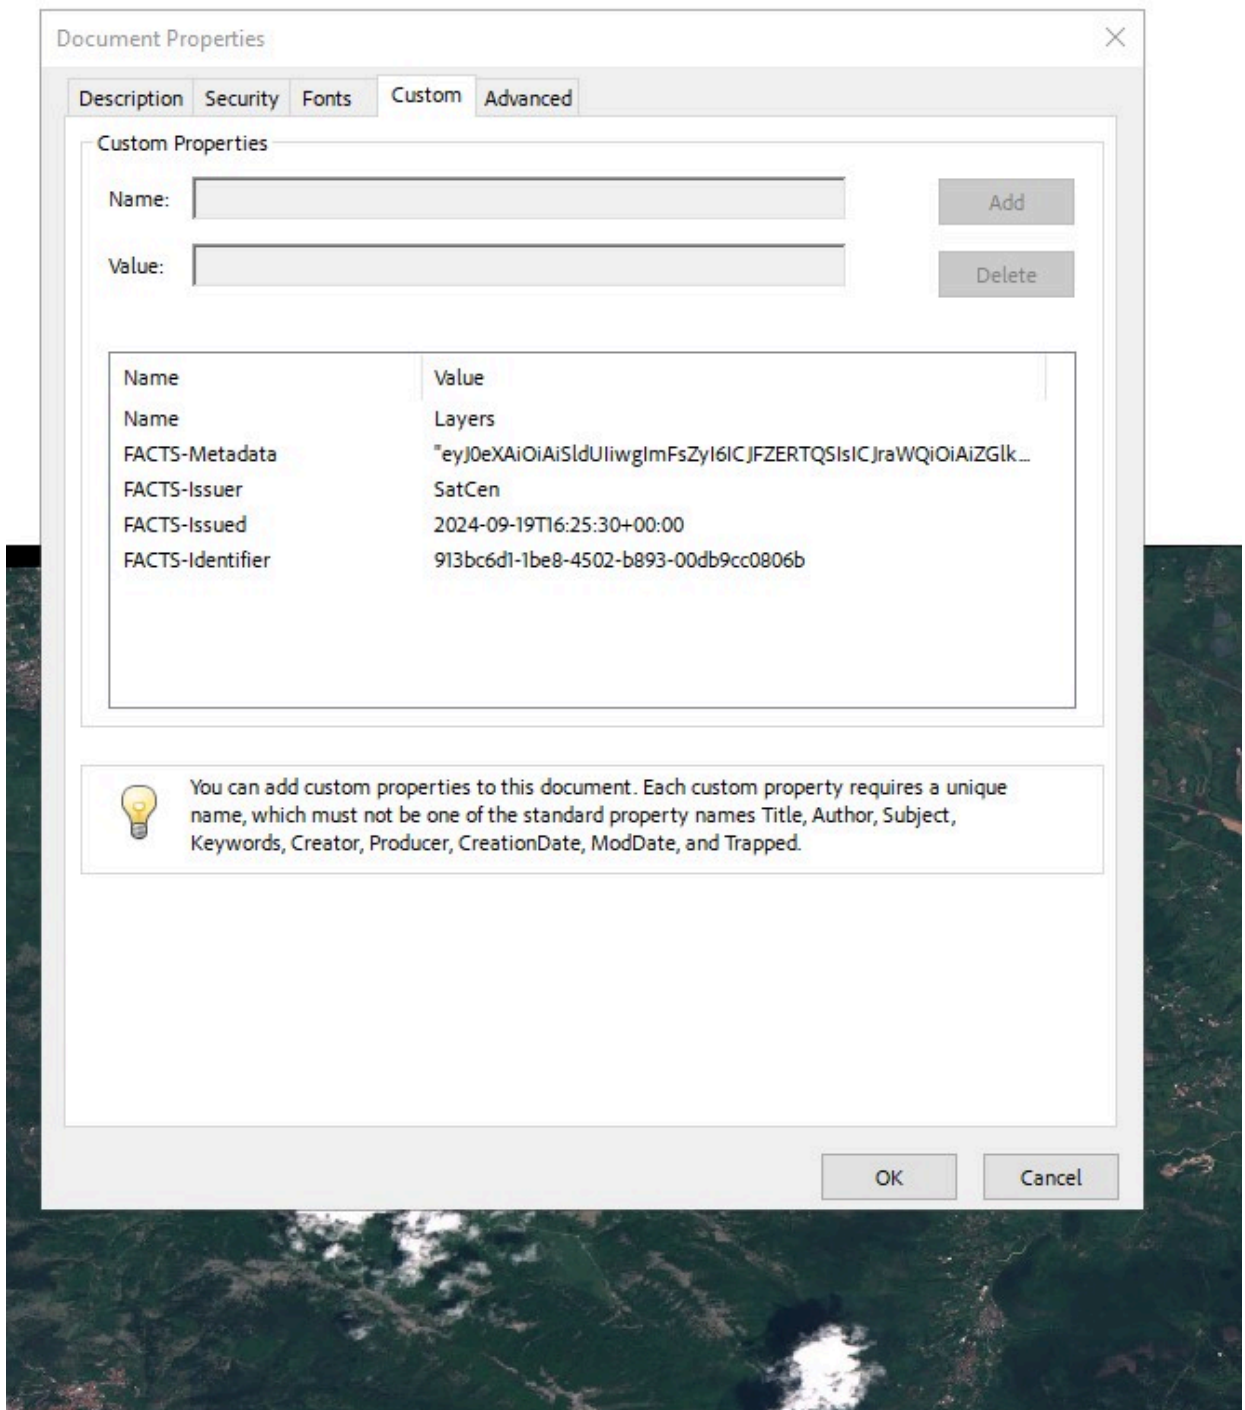 Document Properties
Description Security Fonts Custom Advanced
Custom Properties
Name: Add
Value: Delete
Name Value
Name Layers
FACTS-Metadata "eyJ0eXAiOiAiSldUIiwgImFsZyI6ICJFZERTQSIsICJraWQiOiAiZGlk...
FACTS-Issuer SatCen
FACTS-Issued 2024-09-19T16:25:30+00:00
FACTS-Identifier 913bc6d1-1be8-4502-b893-00db9cc0806b
You can add custom properties to this document. Each custom property requires a unique
name, which must not be one of the standard property names Title, Author, Subject,
Keywords, Creator, Producer, CreationDate, ModDate, and Trapped.
OK Cancel